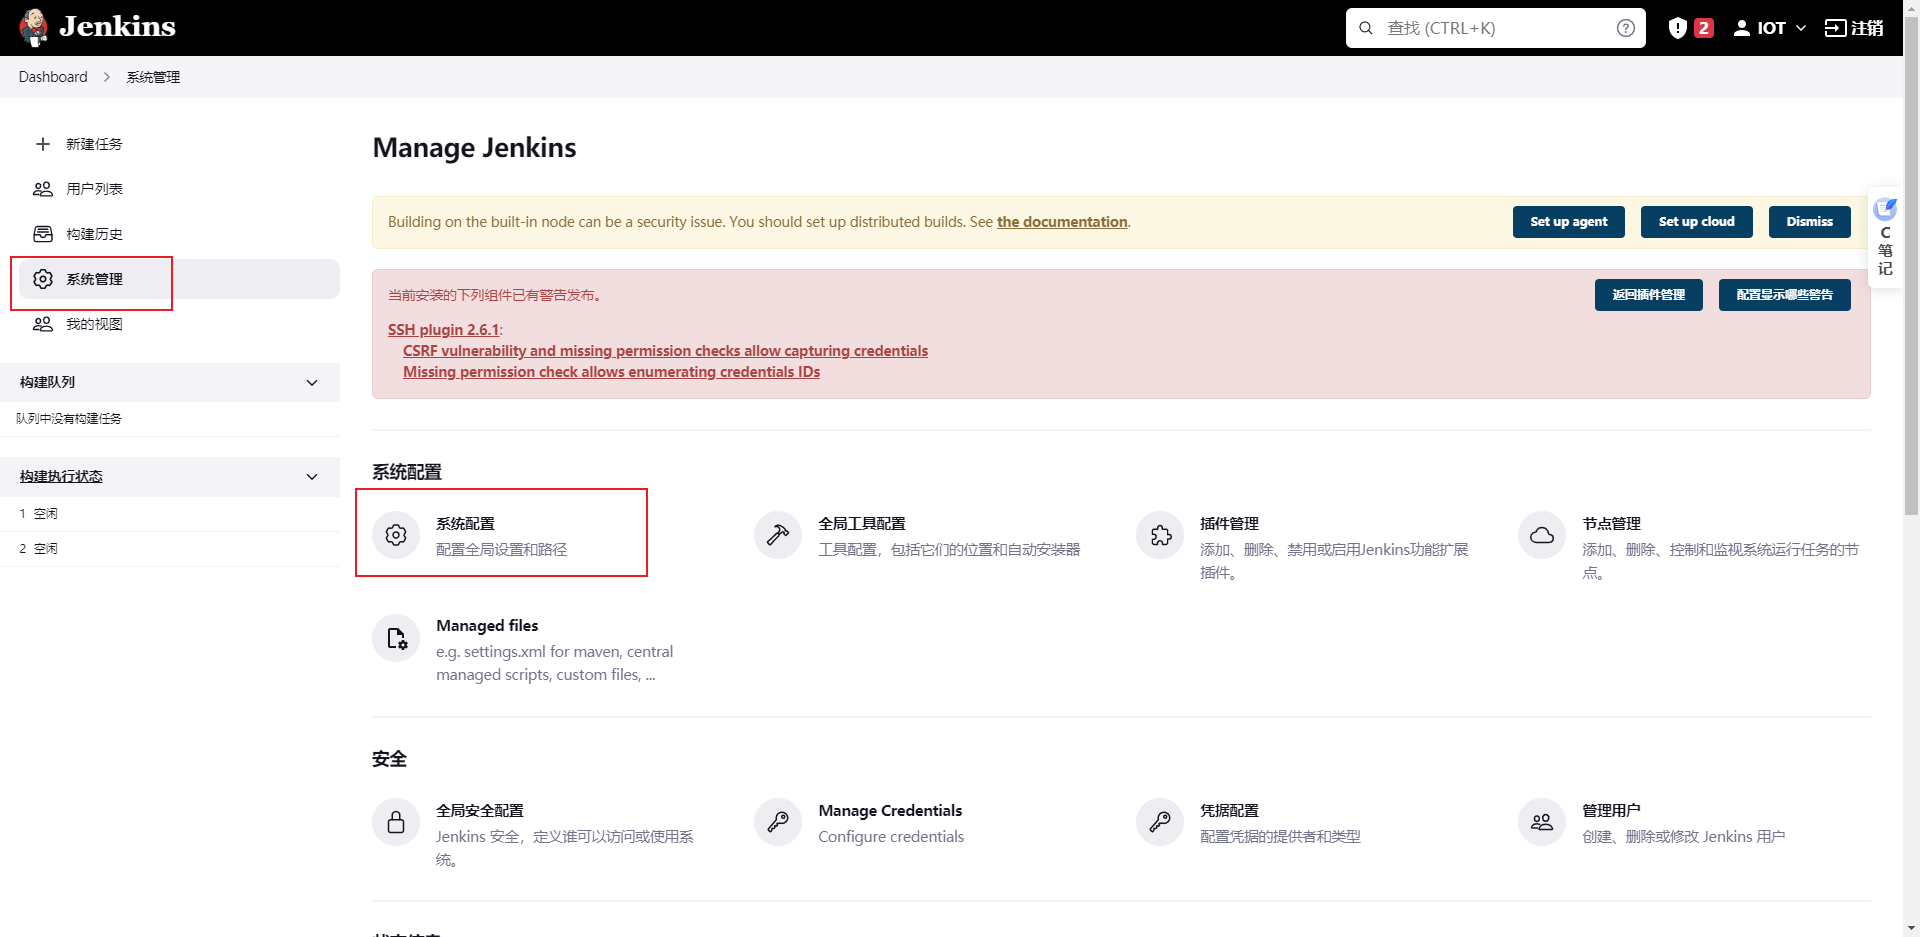 Jenkins
查找 (CTRL+K)
2
IOT
注销
Dashboard
系统管理
新建任务
用户列表
构建历史
系统管理
我的视图
构建队列
队列中没有构建任务
构建执行状态
1 空闲
2 空闲
Manage Jenkins
Building on the built-in node can be a security issue. You should set up distributed builds. See the documentation.
Set up agent
Set up cloud
Dismiss
当前安装的下列组件已有警告发布。
返回插件管理
配置显示哪些警告
SSH plugin 2.6.1:
CSRF vulnerability and missing permission checks allow capturing credentials
Missing permission check allows enumerating credentials IDs
C
笔
记
系统配置
系统配置
配置全局设置和路径
全局工具配置
工具配置，包括它们的位置和自动安装器
插件管理
添加、删除、禁用或启用Jenkins功能扩展
插件。
节点管理
添加、删除、控制和监视系统运行任务的节
点。
Managed files
e.g. settings.xml for maven, central
managed scripts, custom files, ...
安全
全局安全配置
Jenkins 安全，定义谁可以访问或使用系
统。
Manage Credentials
Configure credentials
凭据配置
配置凭据的提供者和类型
管理用户
创建、删除或修改 Jenkins 用户